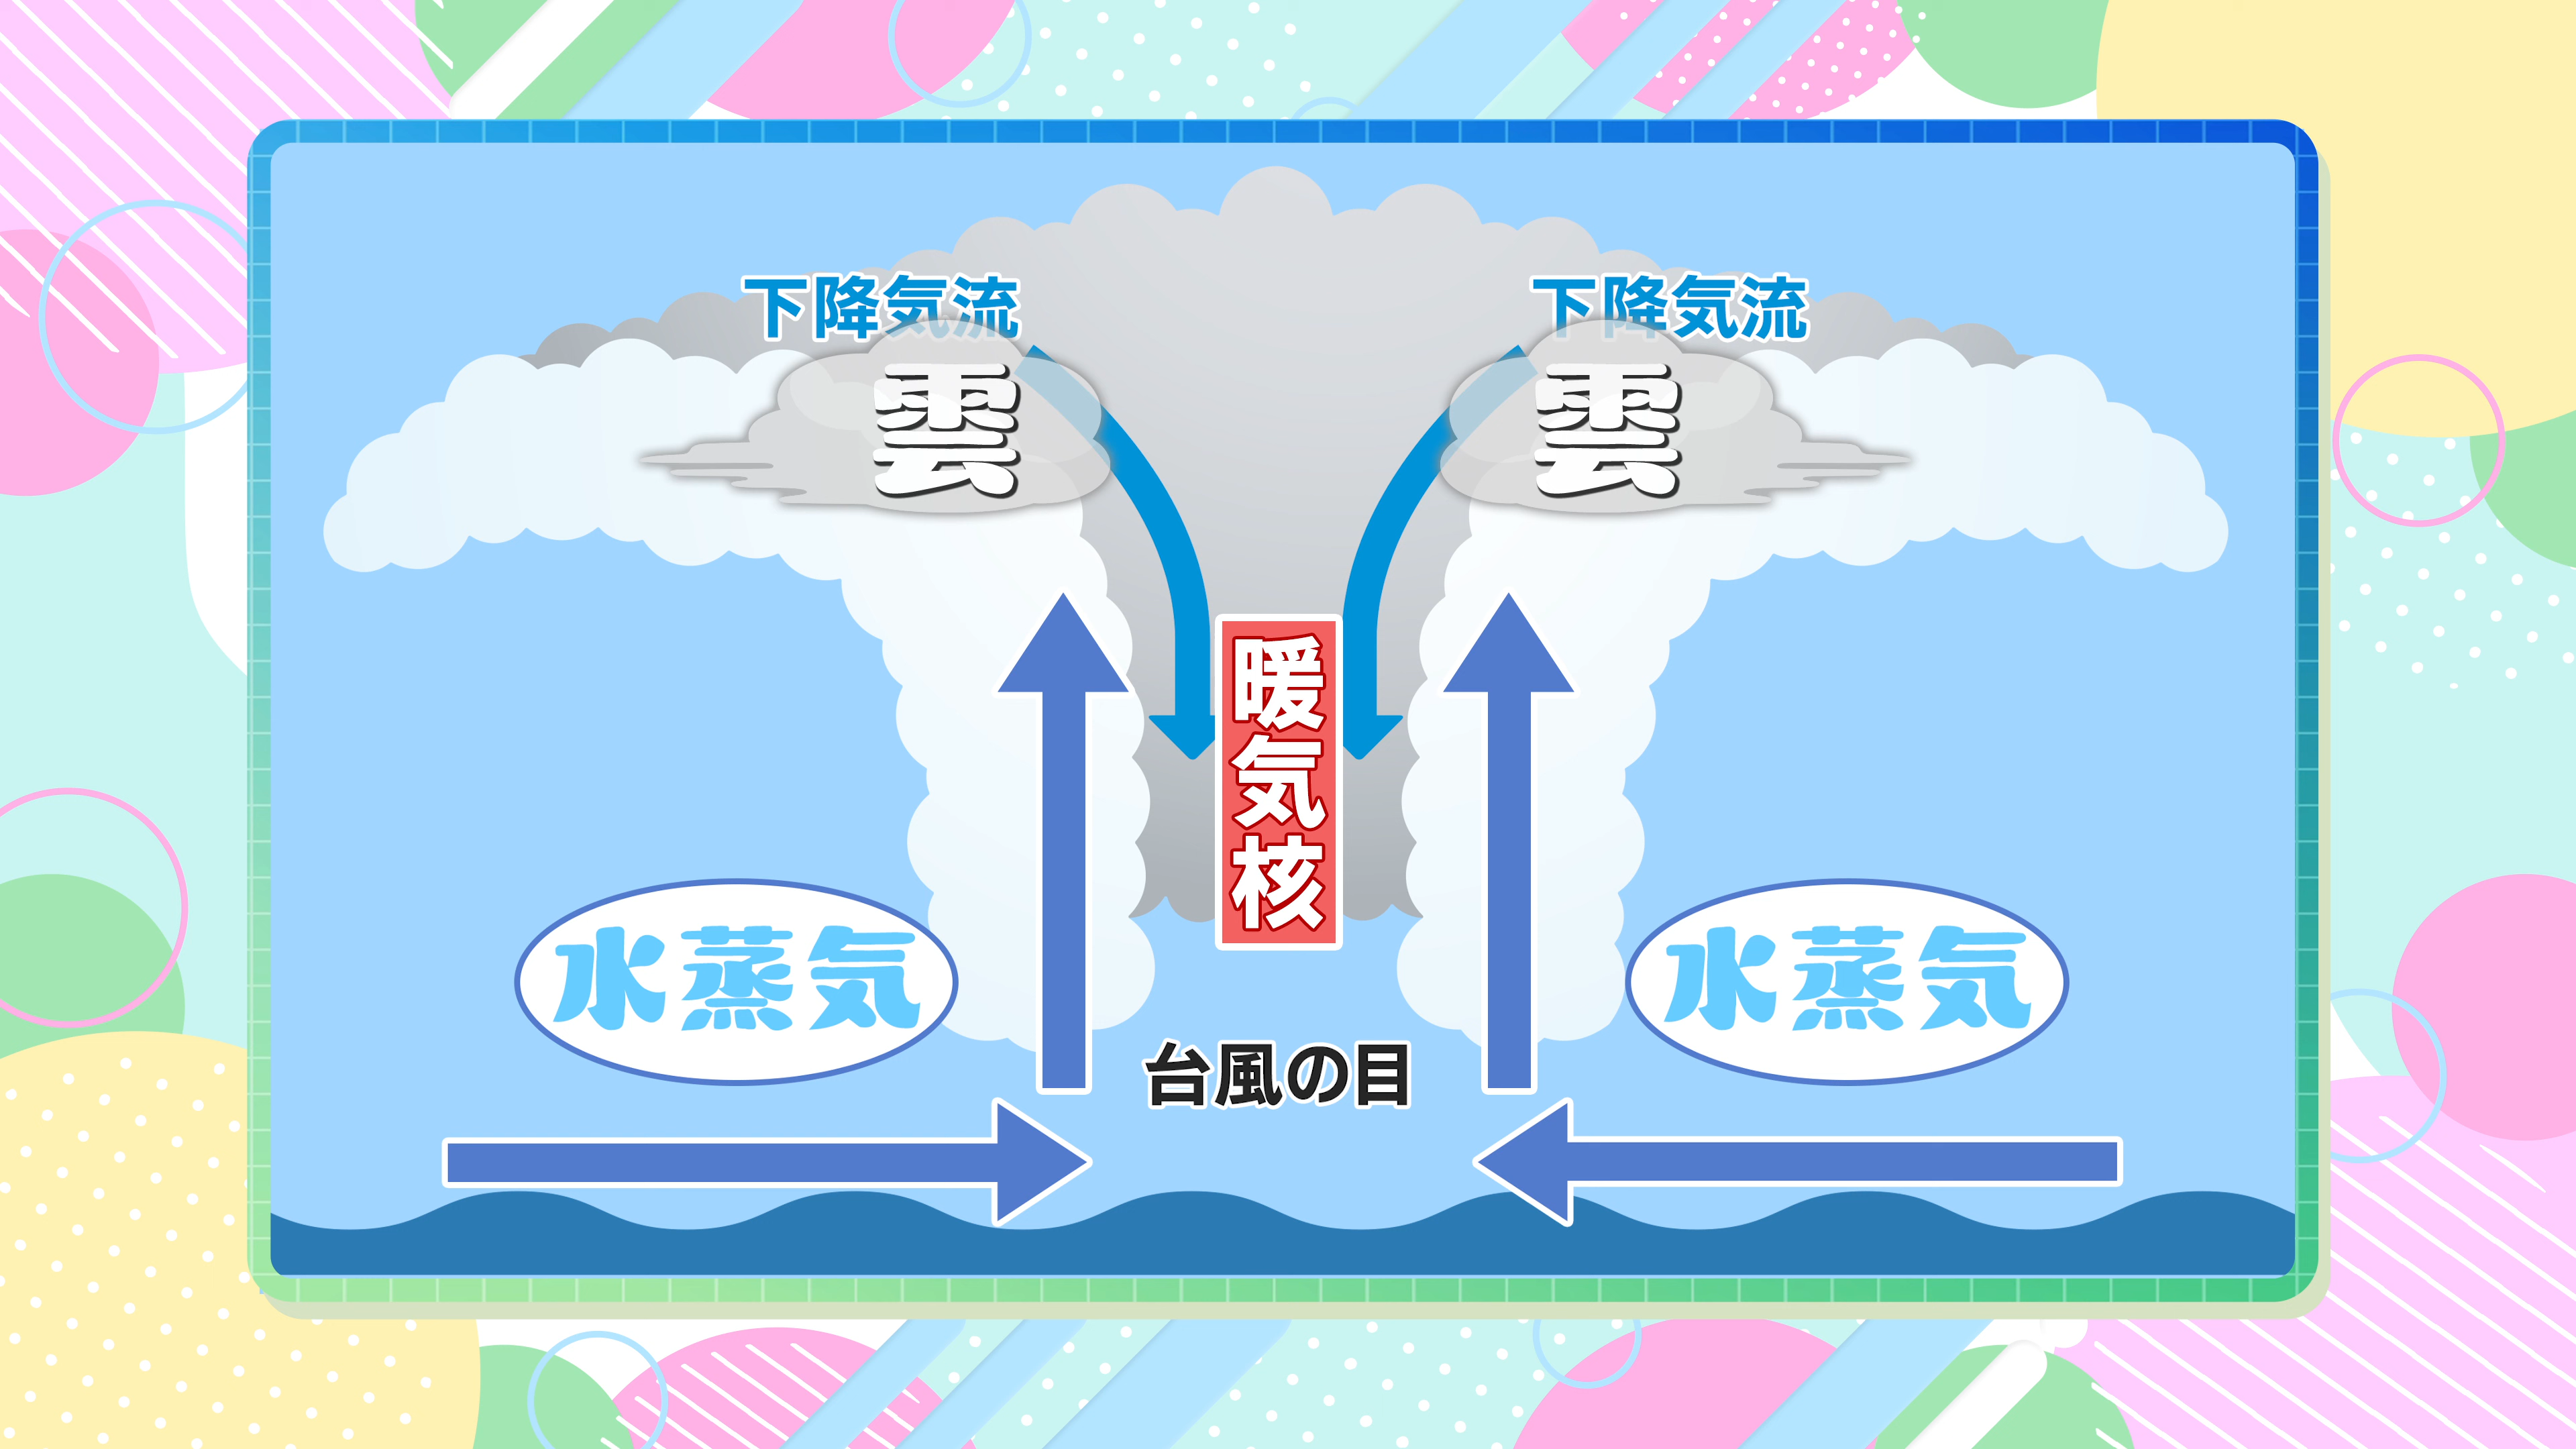 下降気流
下降気流
雲
雲
暖気核
水蒸気
水蒸気
台風の目